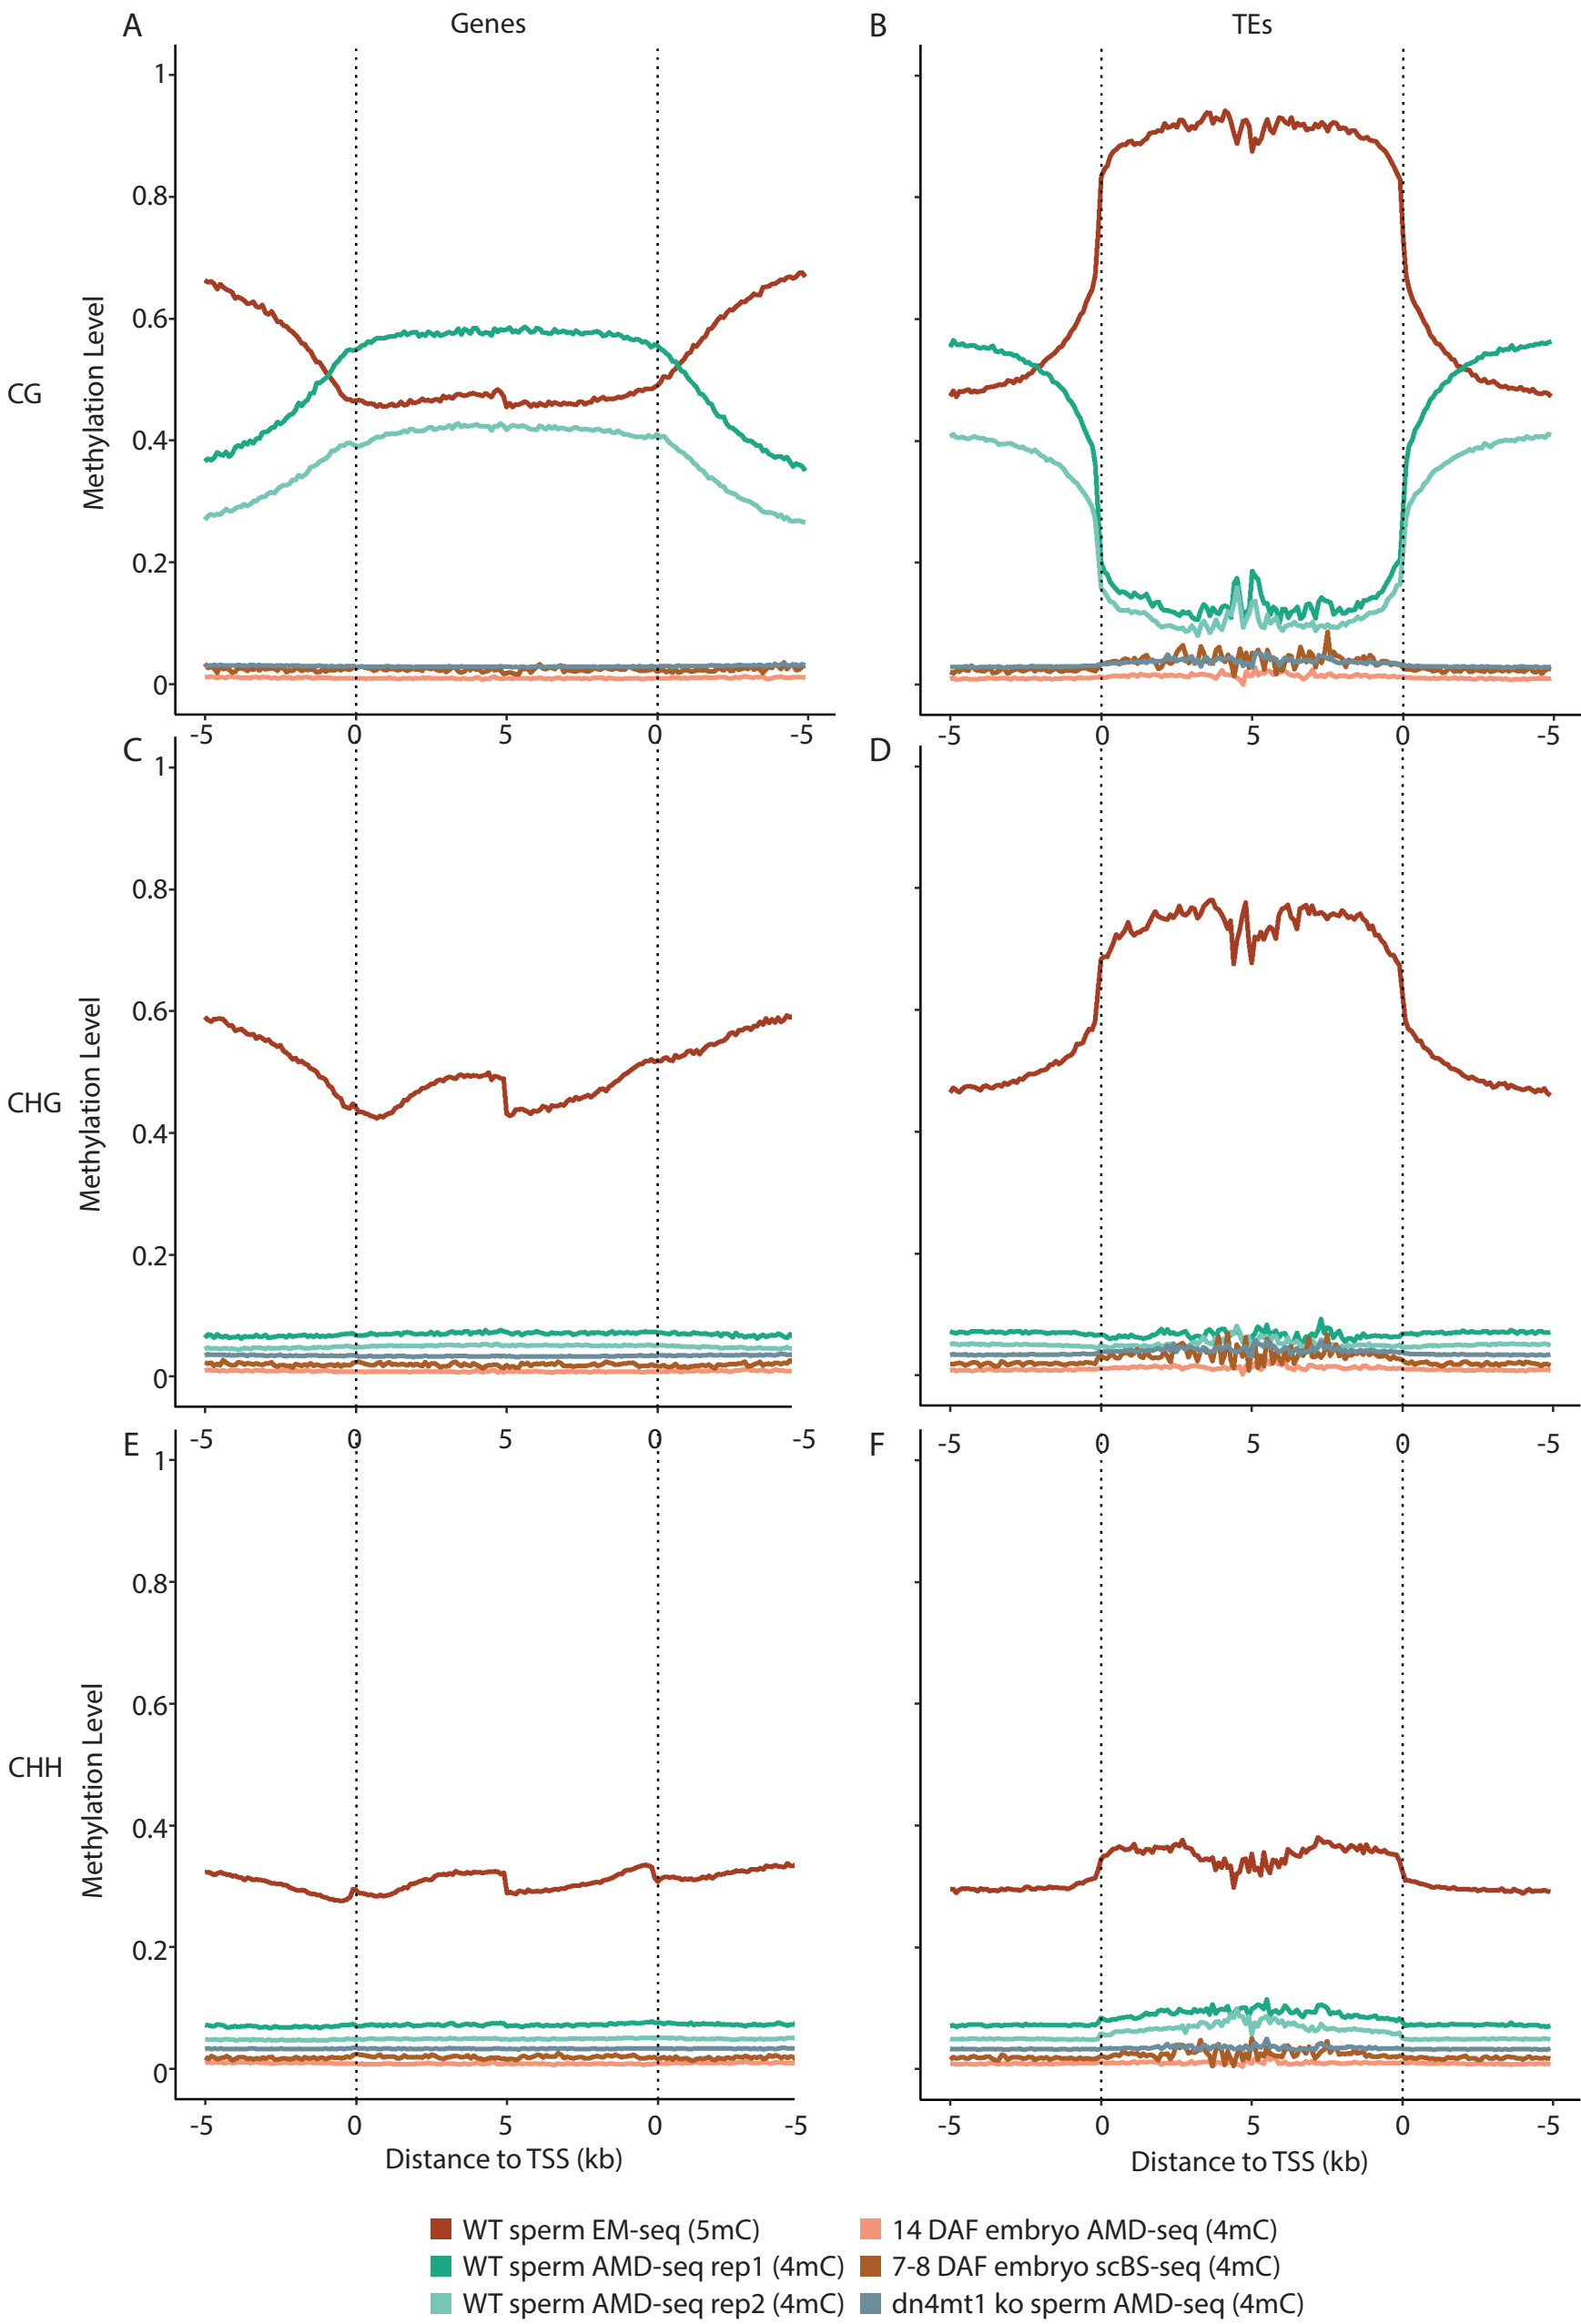 A Genes B TEs
1
0.8
0.6
CG Methylation Level
0.4
0.2
0
-5 0 5 0 -5 -5 0 5 0 -5
C D
1
0.8
0.6
CHG Methylation Level
0.4
0.2
0
-5 0 5 0 -5 -5 0 5 0 -5
E F
1
0.8
0.6
CHH Methylation Level
0.4
0.2
0
-5 0 5 0 -5 -5 0 5 0 -5
Distance to TSS (kb) Distance to TSS (kb)
WT sperm EM-seq (5mC) 14 DAF embryo AMD-seq (4mC)
WT sperm AMD-seq rep1 (4mC) 7-8 DAF embryo scBS-seq (4mC)
WT sperm AMD-seq rep2 (4mC) dn4mt1 ko sperm AMD-seq (4mC)